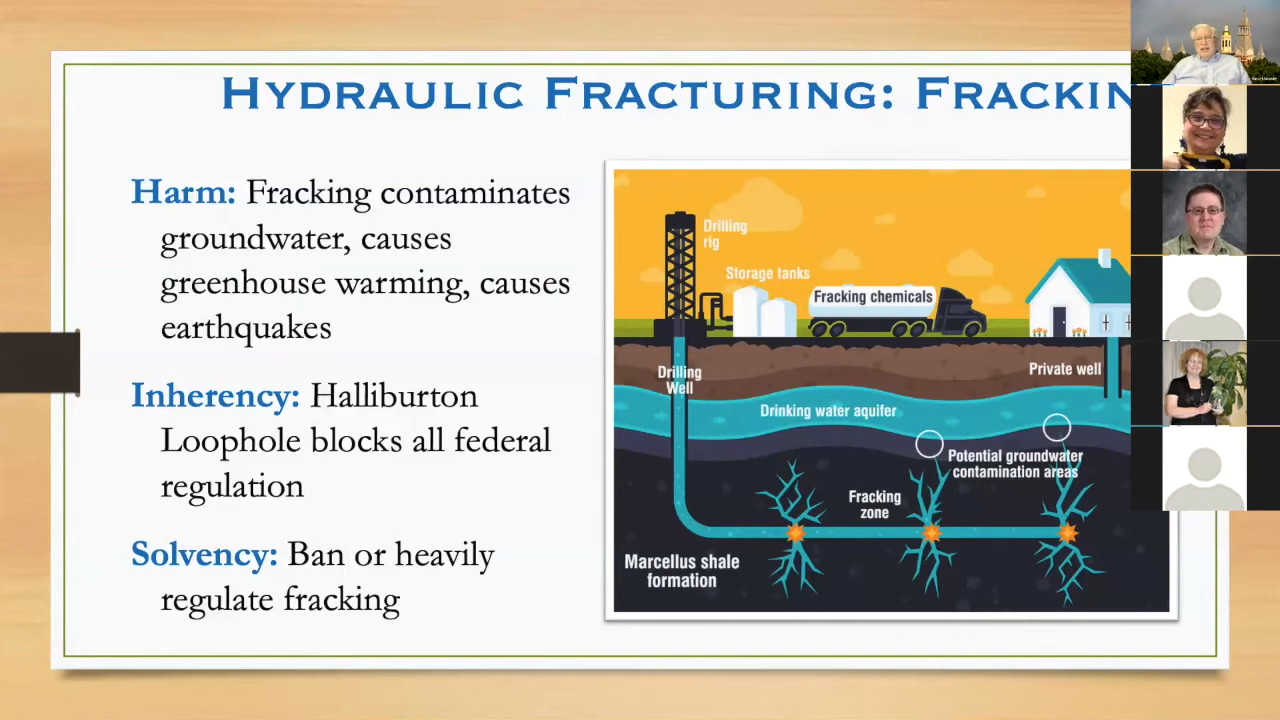 HYDRAULIC FRACTURING: FRACKIN
Harm: Fracking contaminates
groundwater, causes
greenhouse warming, causes
earthquakes
Inherency: Halliburton
Loophole blocks all federal
regulation
Solvency: Ban or heavily
regulate fracking
Drilling
rig
Storage tanks
Fracking chemicals
Drilling
Well
Private well
Drinking water aquifer
Potential groundwater
contamination areas
Fracking
zone
Marcellus shale
formation